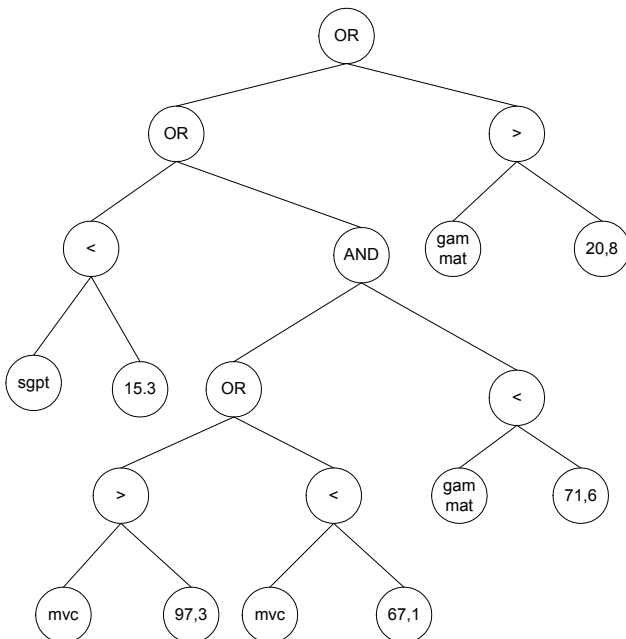 OR
OR
>
<
AND
gam
mat
20,8
sgpt
15.3
OR
<
>
<
gam
mat
71,6
mvc
97,3
mvc
67,1